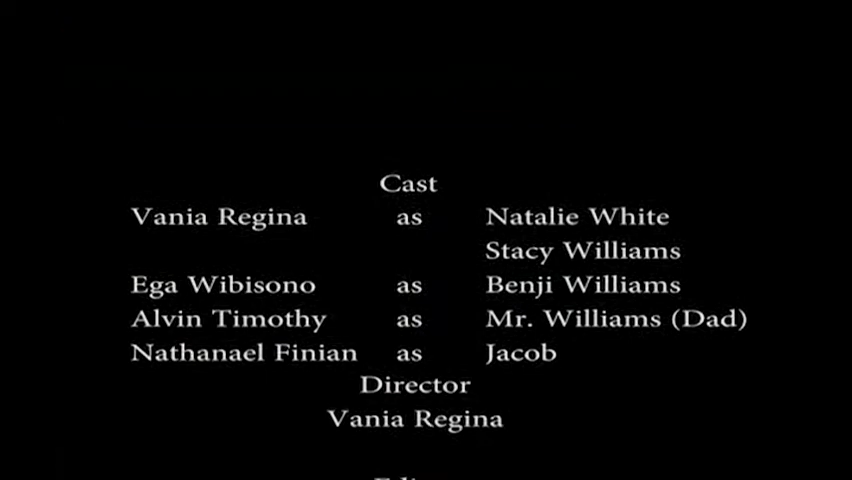 Cast
Vania Regina as Natalie White
Stacy Williams
Ega Wibisono as Benji Williams
Alvin Timothy as Mr. Williams (Dad)
Nathanael Finian as Jacob
Director
Vania Regina